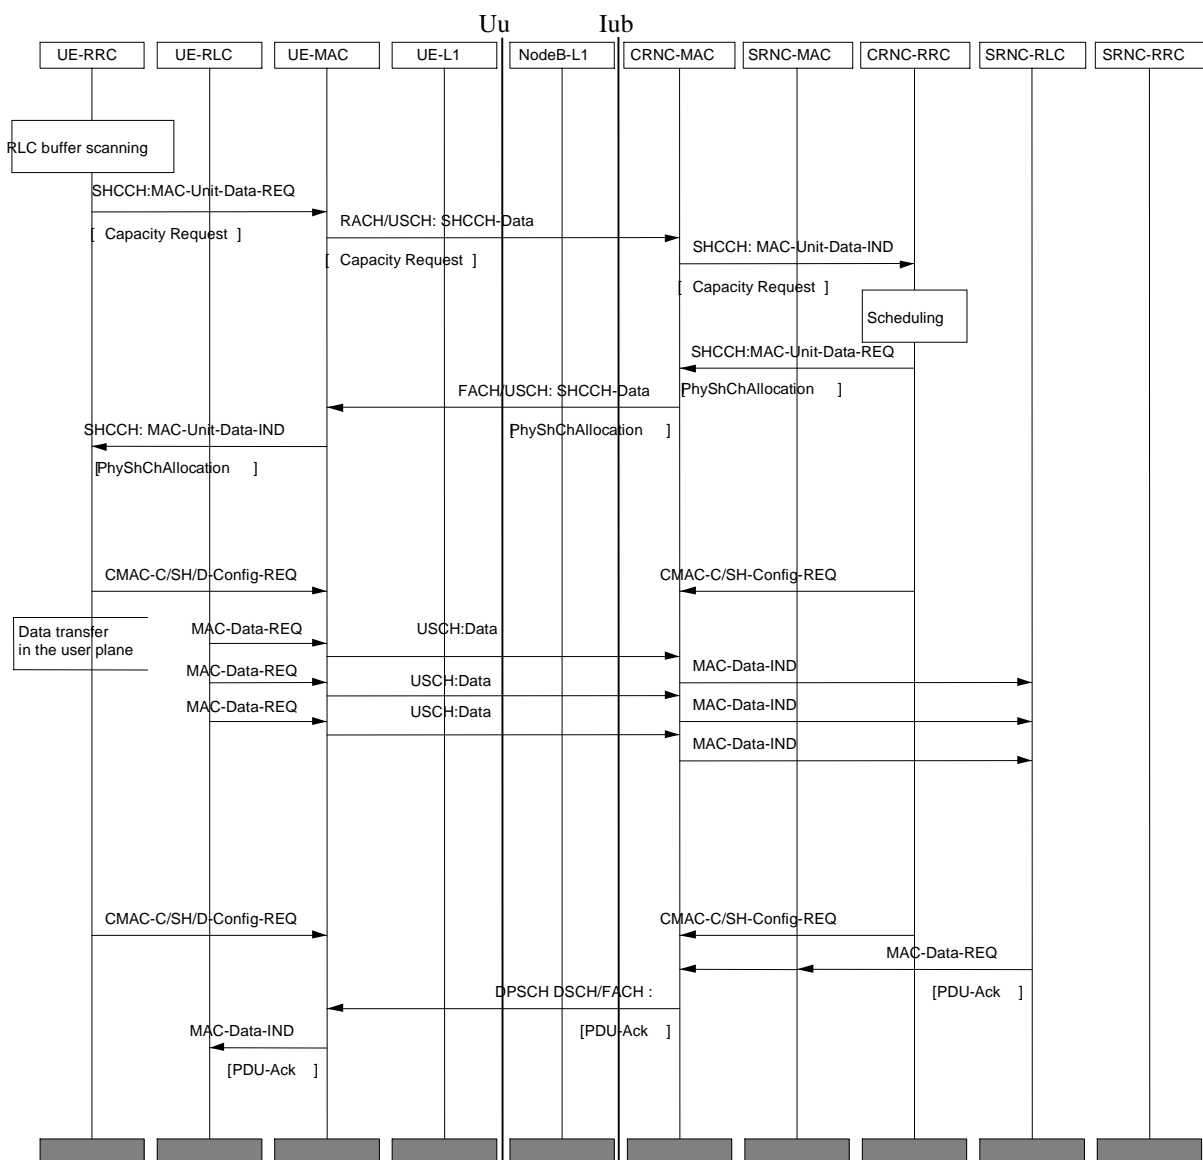 Uu Iub
UE-RRC UE-RLC UE-MAC UE-L1 NodeB-L1 CRNC-MAC SRNC-MAC CRNC-RRC SRNC-RLC SRNC-RRC
RLC buffer scanning
SHCCH:MAC-Unit-Data-REQ
[ Capacity Request ]
RACH/USCH: SHCCH-Data
[ Capacity Request ]
SHCCH: MAC-Unit-Data-IND
[ Capacity Request ]
Scheduling
SHCCH:MAC-Unit-Data-REQ
[PhyShChAllocation ]
FACH/USCH: SHCCH-Data
[PhyShChAllocation ]
SHCCH: MAC-Unit-Data-IND
[PhyShChAllocation ]
CMAC-C/SH/D-Config-REQ CMAC-C/SH-Config-REQ
Data transfer
in the user plane
MAC-Data-REQ USCH:Data
MAC-Data-IND
MAC-Data-REQ USCH:Data
MAC-Data-IND
MAC-Data-REQ USCH:Data
MAC-Data-IND
CMAC-C/SH/D-Config-REQ CMAC-C/SH-Config-REQ
MAC-Data-REQ
[PDU-Ack ]
DPSCH DSCH/FACH :
[PDU-Ack ]
MAC-Data-IND
[PDU-Ack ]